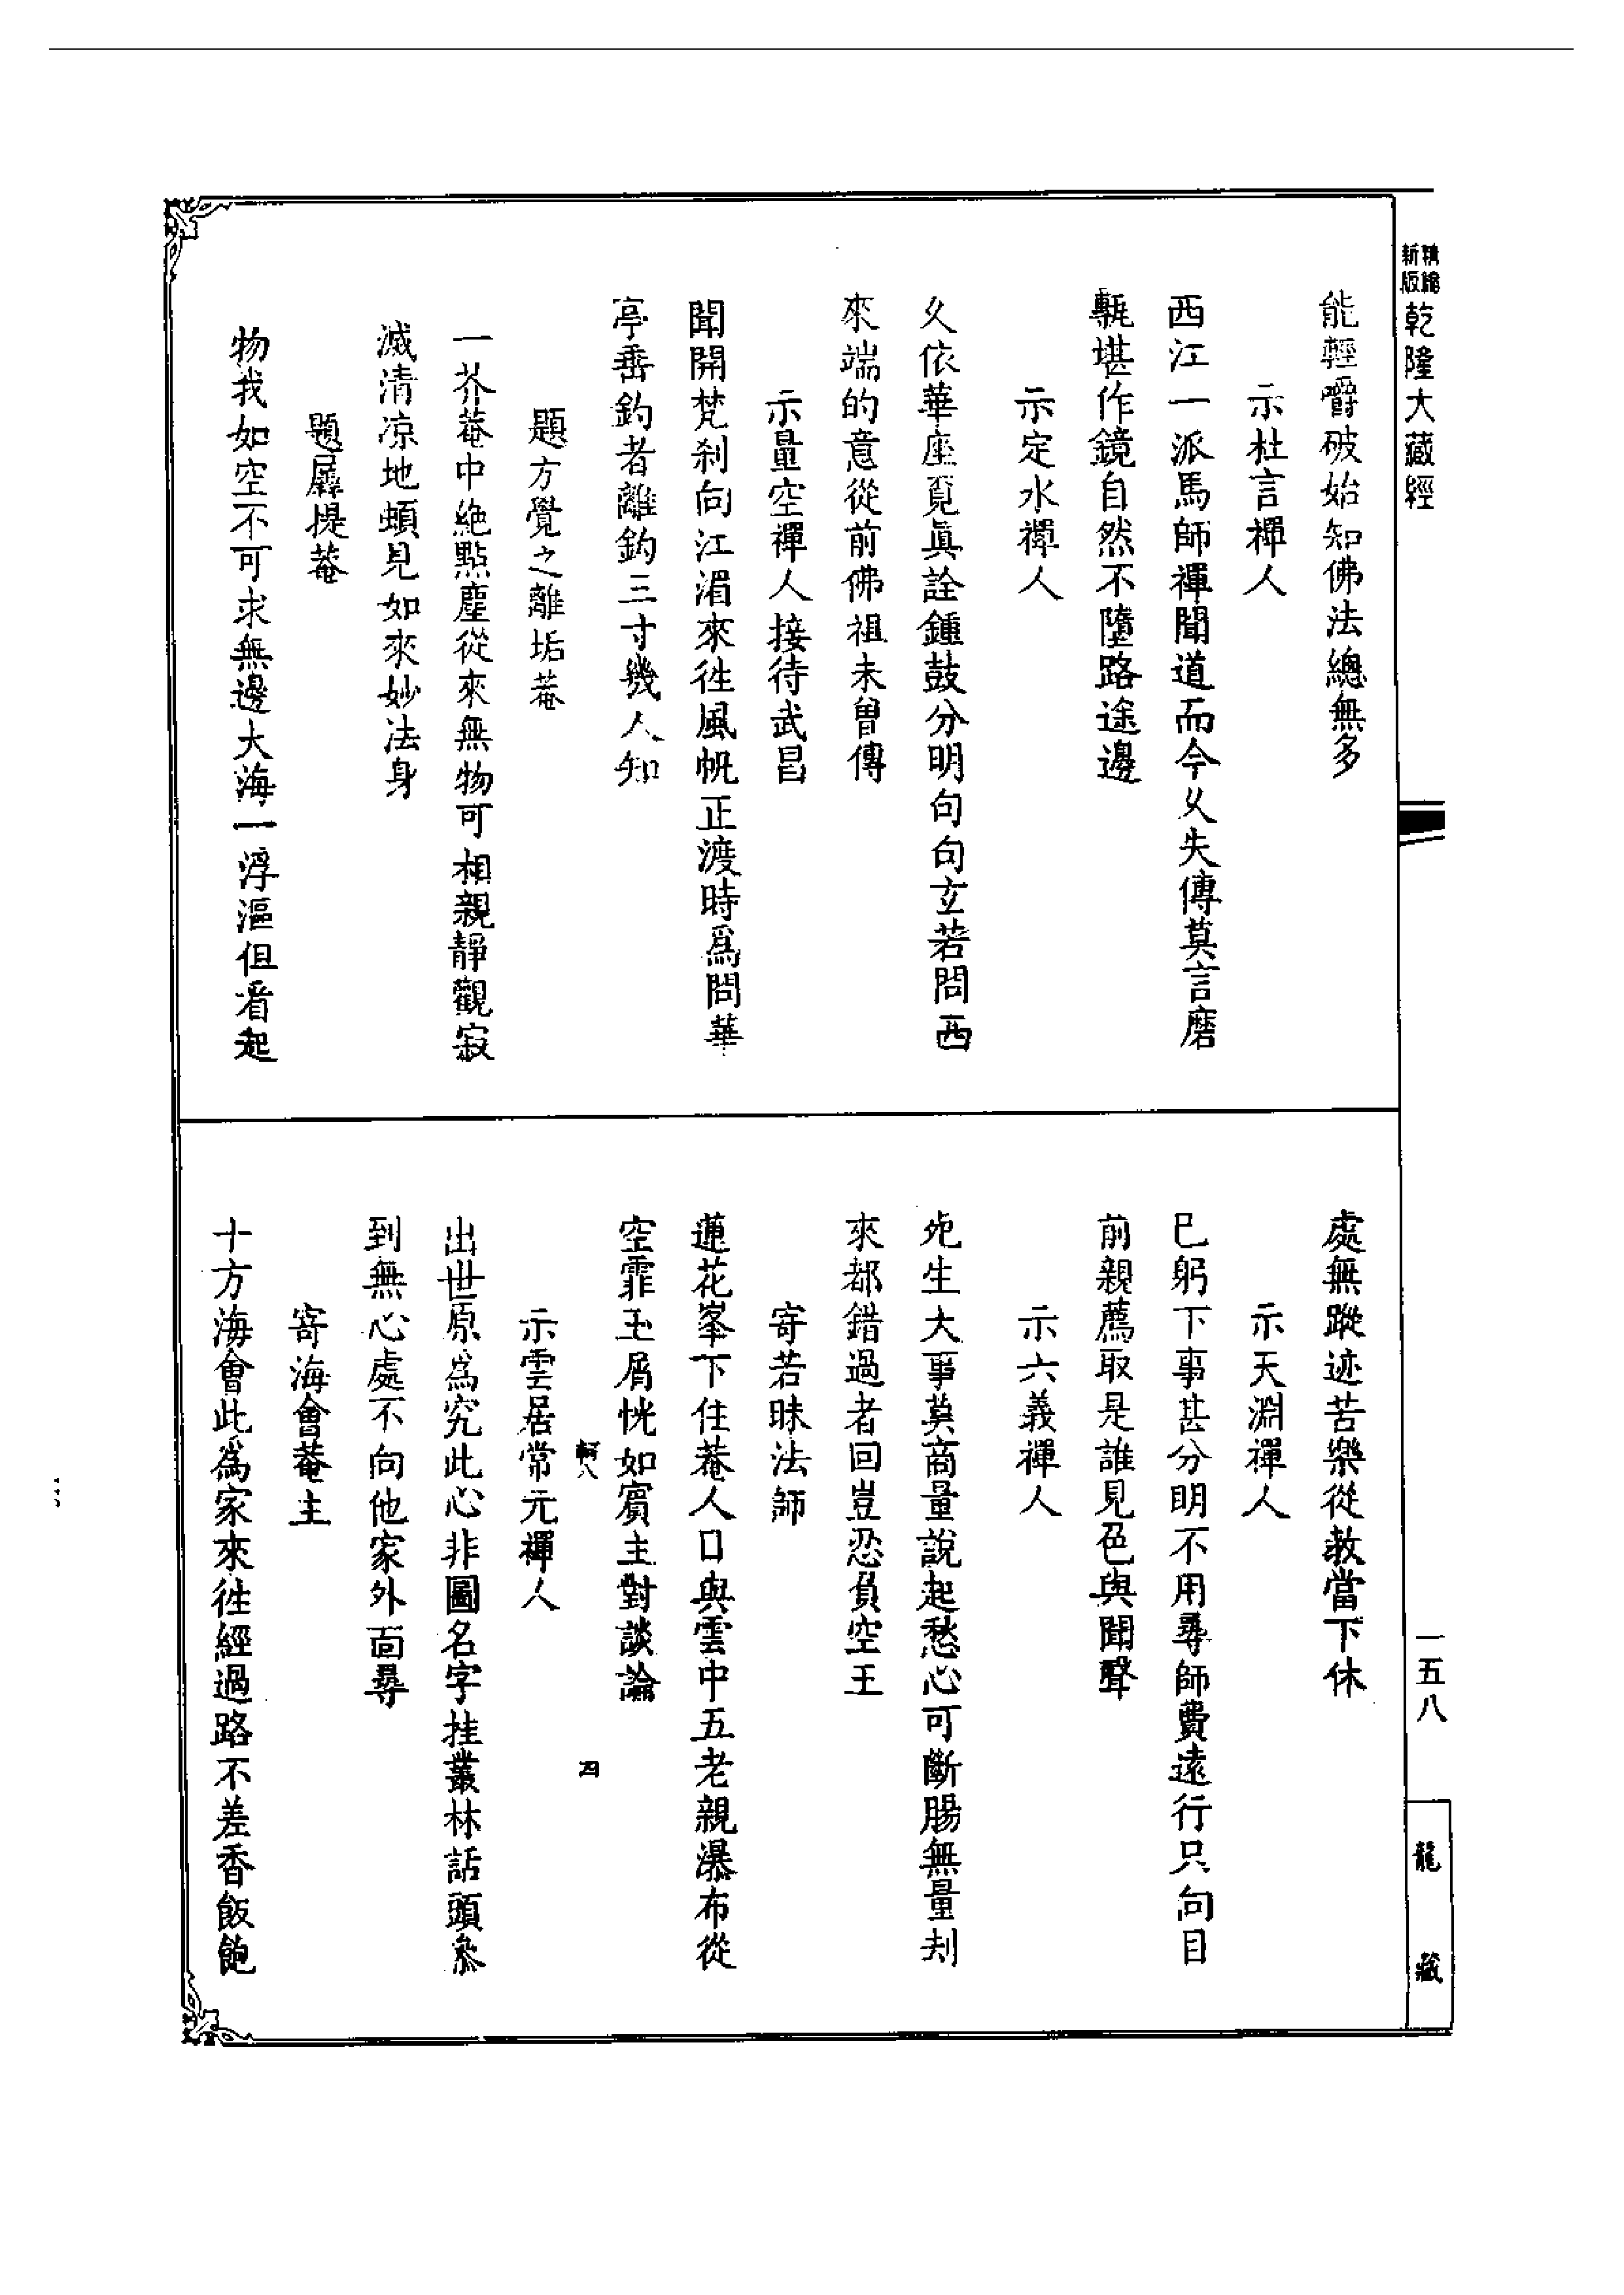 精縮
新版
乾隆大藏經
能輕嚼破始知佛法總無多
示杜言禪人
西江一派馬師禪聞道而今乆失傳莫言磨
甎堪作鏡自然不墮路途邊
示定水禪人
乆依華座覓眞詮鍾鼓分明句句玄若問西
來端的意從前佛祖未曾傳
示量空禪人接待武昌
聞開梵刹向江湄來徃風帆正渡時爲問華
亭垂釣者離鈎三寸幾人知
題方覺之離垢菴
一芥菴中絶點塵從來無物可相親靜觀寂
滅清凉地頓見如來妙法身
題羼提菴
物我如空不可求無邊大海一浮漚但看起
處無蹤迹苦樂從教當下休
示天淵禪人
巳躬下事甚分明不用尋師費遠行只向目
前親薦取是誰見色與聞聲
示六義禪人
死生大事莫商量說起愁心可斷腸無量刦
來都錯過者回豈忍負空王
寄若昧法師
蓮花峯下住菴人口與雲中五老親瀑布從
空霏玉屑恍如賓主對談論
軻八
四
示雲居常元禪人
出世原爲究此心非圖名字挂叢林話頭叅
到無心處不向他家外面尋
寄海會菴主
十方海會此爲家來徃經過路不差香飯飽
一五八
龍藏